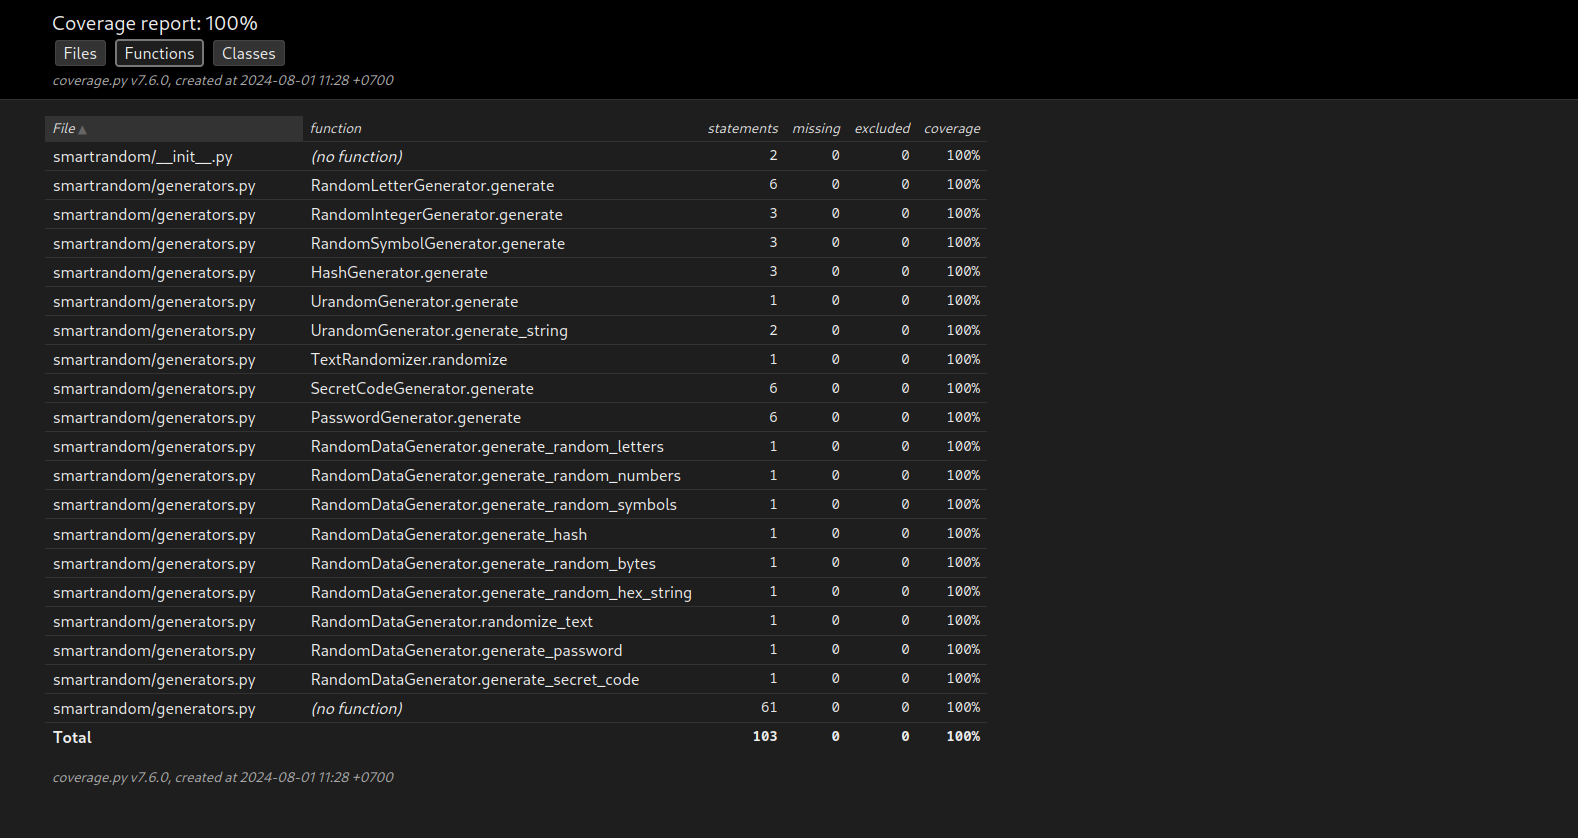 Coverage report: 100%
Files Functions Classes
coverage.py v7.6.0, created at 2024-08-01 11:28 +0700
File ▲ function statements missing excluded coverage
smartrandom/__init__.py (no function) 2 0 0 100%
smartrandom/generators.py RandomLetterGenerator.generate 6 0 0 100%
smartrandom/generators.py RandomIntegerGenerator.generate 3 0 0 100%
smartrandom/generators.py RandomSymbolGenerator.generate 3 0 0 100%
smartrandom/generators.py HashGenerator.generate 3 0 0 100%
smartrandom/generators.py UrandomGenerator.generate 1 0 0 100%
smartrandom/generators.py UrandomGenerator.generate_string 2 0 0 100%
smartrandom/generators.py TextRandomizer.randomize 1 0 0 100%
smartrandom/generators.py SecretCodeGenerator.generate 6 0 0 100%
smartrandom/generators.py PasswordGenerator.generate 6 0 0 100%
smartrandom/generators.py RandomDataGenerator.generate_random_letters 1 0 0 100%
smartrandom/generators.py RandomDataGenerator.generate_random_numbers 1 0 0 100%
smartrandom/generators.py RandomDataGenerator.generate_random_symbols 1 0 0 100%
smartrandom/generators.py RandomDataGenerator.generate_hash 1 0 0 100%
smartrandom/generators.py RandomDataGenerator.generate_random_bytes 1 0 0 100%
smartrandom/generators.py RandomDataGenerator.generate_random_hex_string 1 0 0 100%
smartrandom/generators.py RandomDataGenerator.randomize_text 1 0 0 100%
smartrandom/generators.py RandomDataGenerator.generate_password 1 0 0 100%
smartrandom/generators.py RandomDataGenerator.generate_secret_code 1 0 0 100%
smartrandom/generators.py (no function) 61 0 0 100%
Total 103 0 0 100%
coverage.py v7.6.0, created at 2024-08-01 11:28 +0700